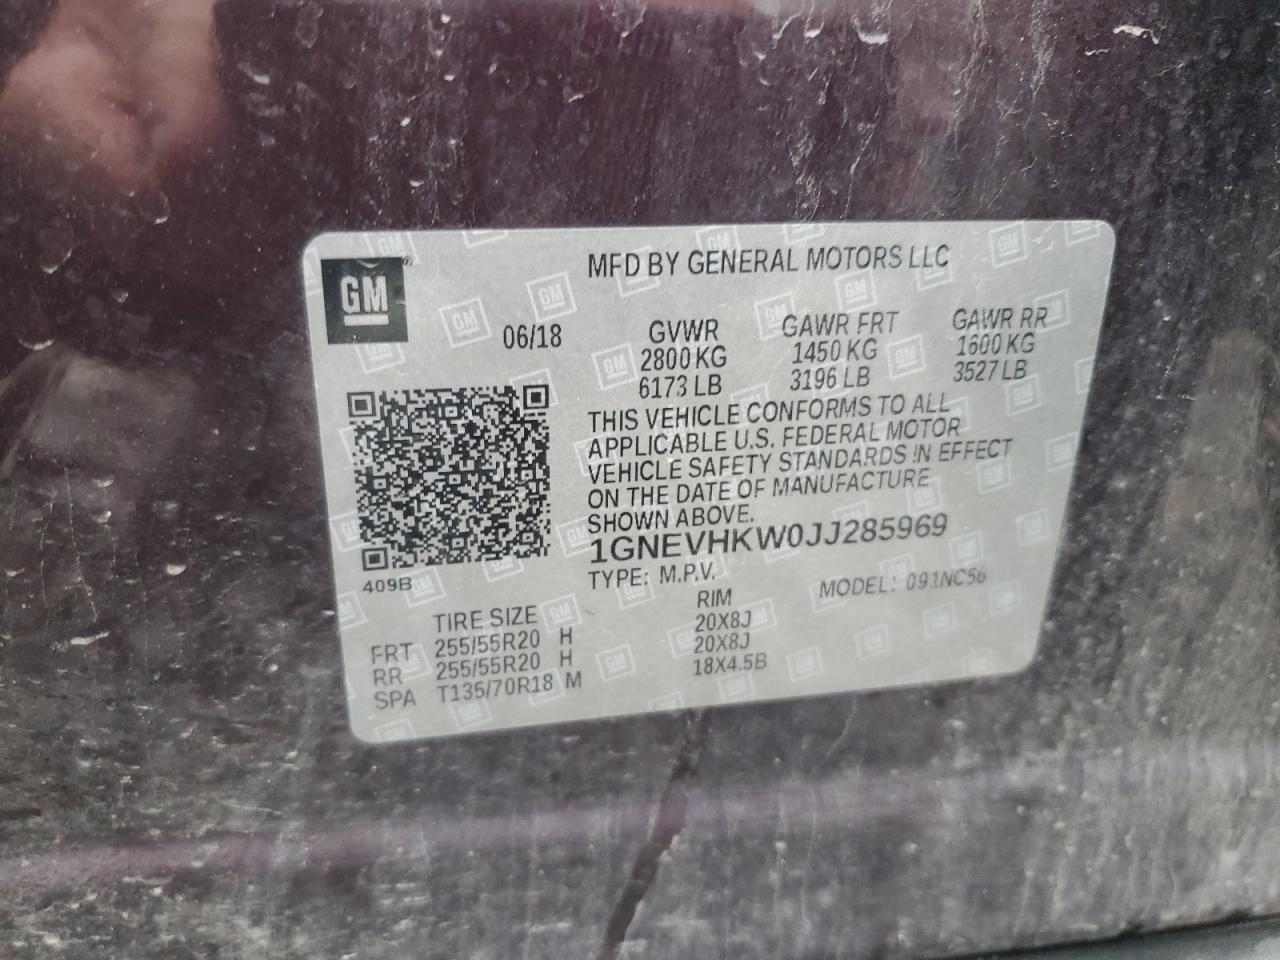 GM
MFD BY GENERAL MOTORS LLC
06/18
GVWR GAWR FRT GAWR RR
2800 KG 1450 KG 1600 KG
6173 LB 3196 LB 3527 LB
THIS VEHICLE CONFORMS TO ALL
APPLICABLE U.S. FEDERAL MOTOR
VEHICLE SAFETY STANDARDS IN EFFECT
ON THE DATE OF MANUFACTURE
SHOWN ABOVE.
1GNEVHKW0JJ285969
TYPE: M.P.V. MODEL: 091NC56
409B
TIRE SIZE RIM
FRT 255/55R20 H 20X8J
RR 255/55R20 H 20X8J
SPA T135/70R18 M 18X4.5B